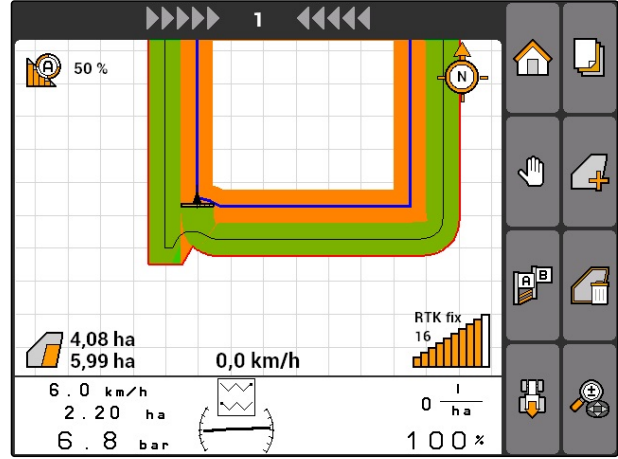 1
A 50 %
N
A B
RTK fix
16
4,08 ha
5,99 ha
0,0 km/h
6.0 km/h
2.20 ha
6.8 bar
0 l/ha
100%